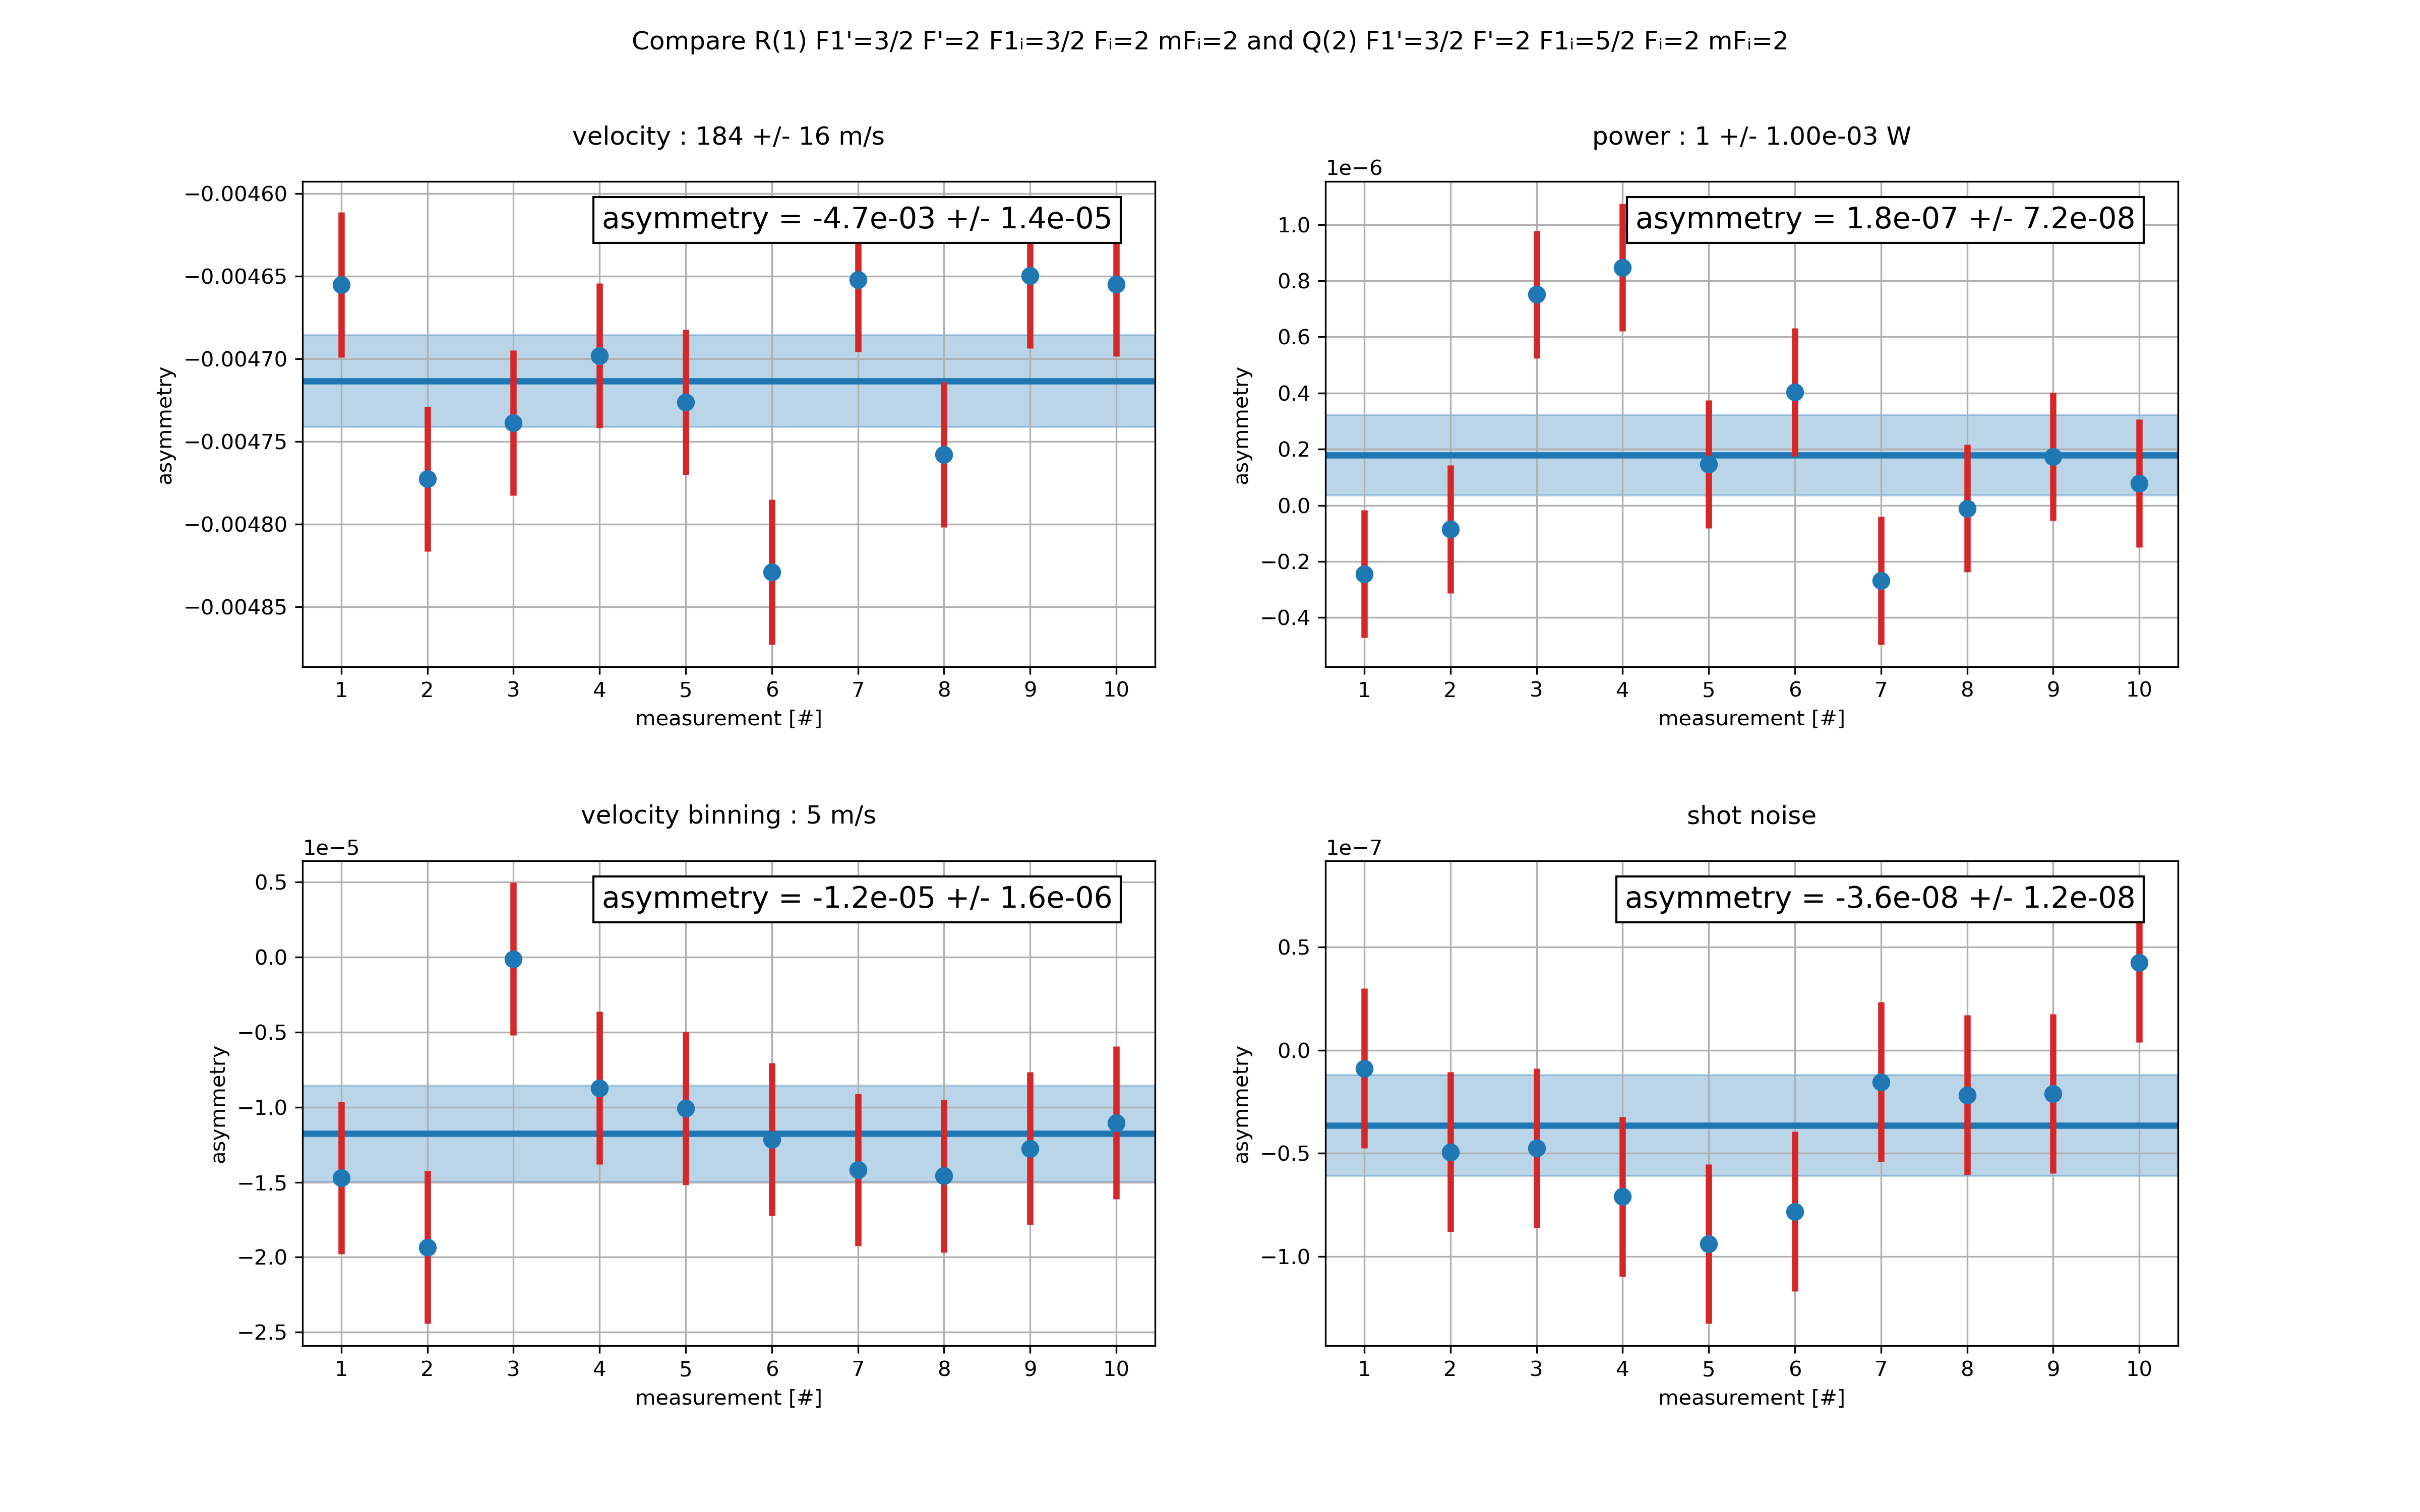 Compare R(1) F1'=3/2 F'=2 F1ᵢ=3/2 Fᵢ=2 mFᵢ=2 and Q(2) F1'=3/2 F'=2 F1ᵢ=5/2 Fᵢ=2 mFᵢ=2
velocity : 184 +/- 16 m/s
asymmetry = -4.7e-03 +/- 1.4e-05
−0.00460
−0.00465
−0.00470
−0.00475
−0.00480
−0.00485
asymmetry
1 2 3 4 5 6 7 8 9 10
measurement [#]
power : 1 +/- 1.00e-03 W
1e−6
asymmetry = 1.8e-07 +/- 7.2e-08
1.0
0.8
0.6
0.4
0.2
0.0
−0.2
−0.4
asymmetry
1 2 3 4 5 6 7 8 9 10
measurement [#]
velocity binning : 5 m/s
1e−5
asymmetry = -1.2e-05 +/- 1.6e-06
0.5
0.0
−0.5
−1.0
−1.5
−2.0
−2.5
asymmetry
1 2 3 4 5 6 7 8 9 10
measurement [#]
shot noise
1e−7
asymmetry = -3.6e-08 +/- 1.2e-08
0.5
0.0
−0.5
−1.0
asymmetry
1 2 3 4 5 6 7 8 9 10
measurement [#]